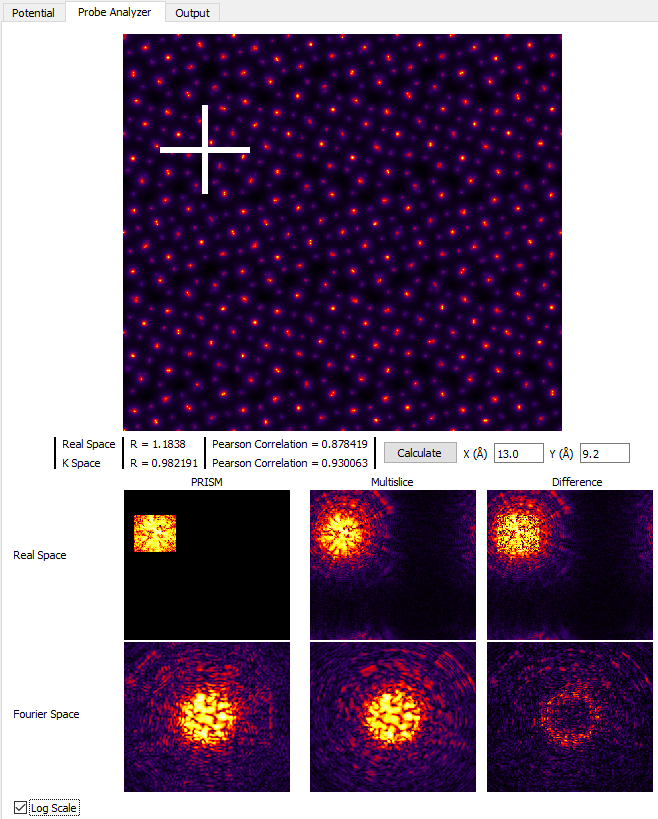 Potential Probe Analyzer Output
Real Space R = 1.1838 Pearson Correlation = 0.878419
K Space R = 0.982191 Pearson Correlation = 0.930063
Calculate X (Å) 13.0 Y (Å) 9.2
PRISM Multislice Difference
Real Space
Fourier Space
Log Scale